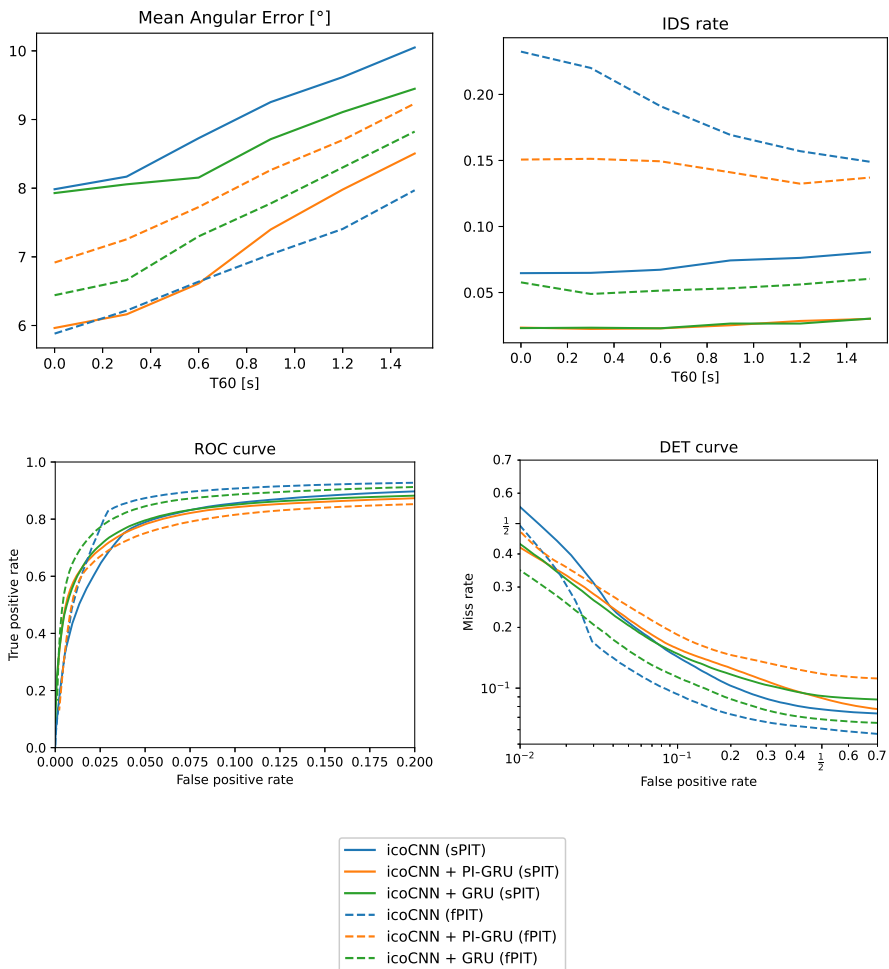 Mean Angular Error [°]
10
9
8
7
6
0.0 0.2 0.4 0.6 0.8 1.0 1.2 1.4
T60 [s]
IDS rate
0.20
0.15
0.10
0.05
0.0 0.2 0.4 0.6 0.8 1.0 1.2 1.4
T60 [s]
ROC curve
True positive rate
1.0
0.8
0.6
0.4
0.2
0.0
0.000 0.025 0.050 0.075 0.100 0.125 0.150 0.175 0.200
False positive rate
DET curve
Miss rate
0.7
0.6
1/2
0.4
0.3
0.2
10⁻¹
10⁻² 10⁻¹ 0.2 0.3 0.4 1/2 0.6 0.7
False positive rate
icoCNN (sPIT)
icoCNN + PI-GRU (sPIT)
icoCNN + GRU (sPIT)
icoCNN (fPIT)
icoCNN + PI-GRU (fPIT)
icoCNN + GRU (fPIT)